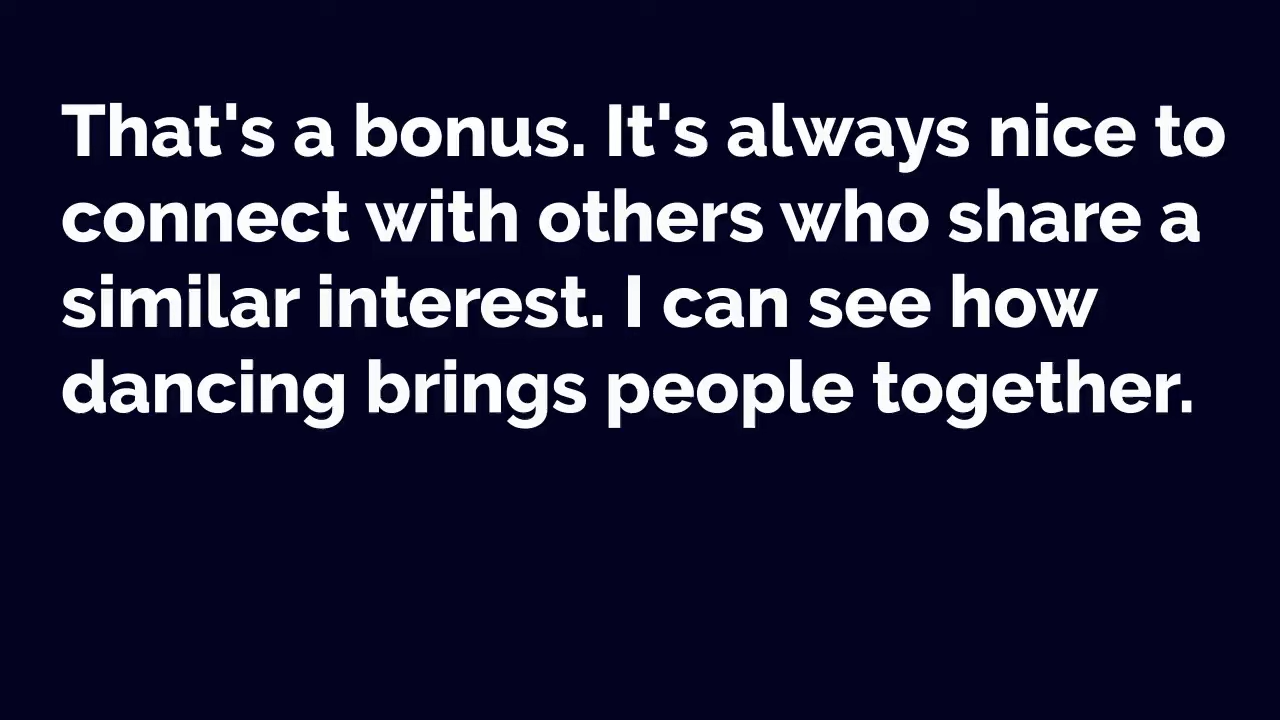 That's a bonus. It's always nice to
connect with others who share a
similar interest. I can see how
dancing brings people together.